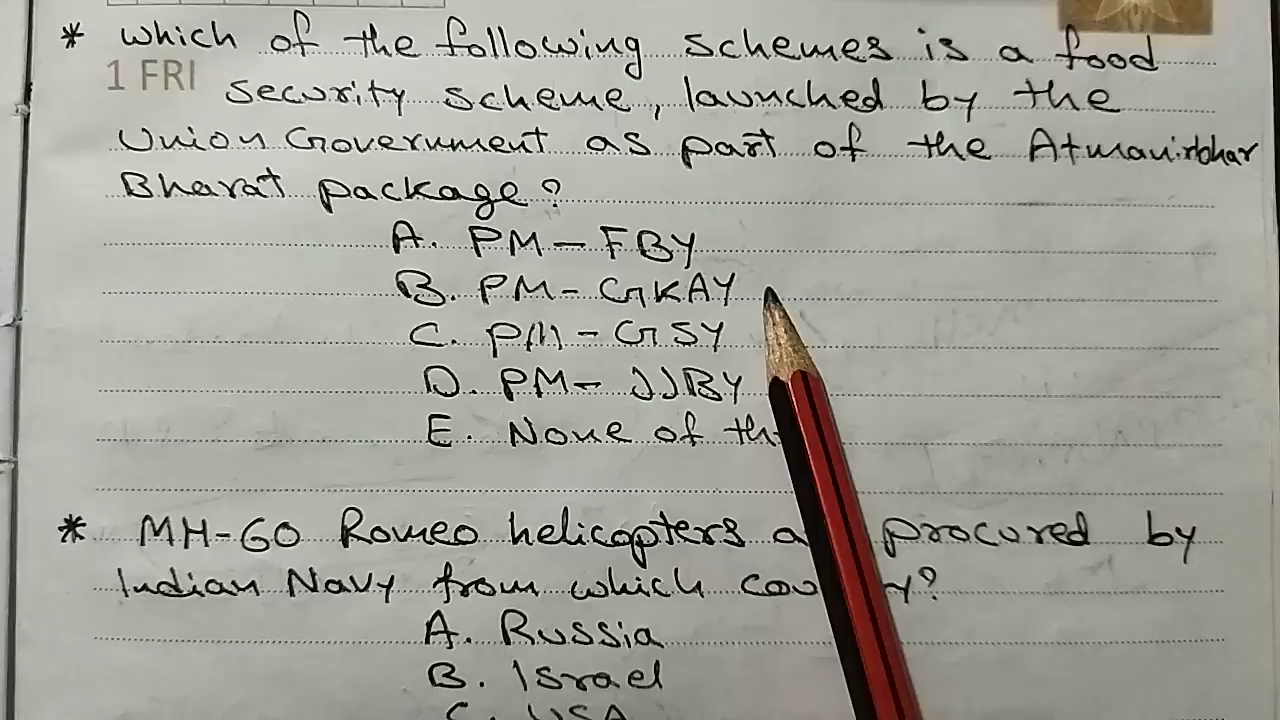 * Which of the following schemes is a food
1 FRI
security scheme, launched by the
Union Government as part of the Atmanirbhar
Bharat package?
A. PM-FBY
B. PM-GKAY
C. PM-GSY
D. PM-JJBY
E. None of
* MH-60 Romeo helicopters procured by
Indian Navy from which
A. Russia
B. Israel
C. USA